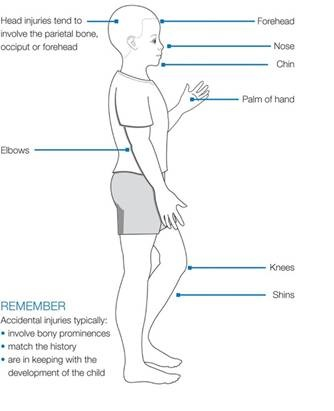 Head injuries tend to
involve the parietal bone,
occiput or forehead
Forehead
Nose
Chin
Palm of hand
Elbows
Knees
Shins
REMEMBER
Accidental injuries typically:
• involve bony prominences
• match the history
• are in keeping with the
development of the child